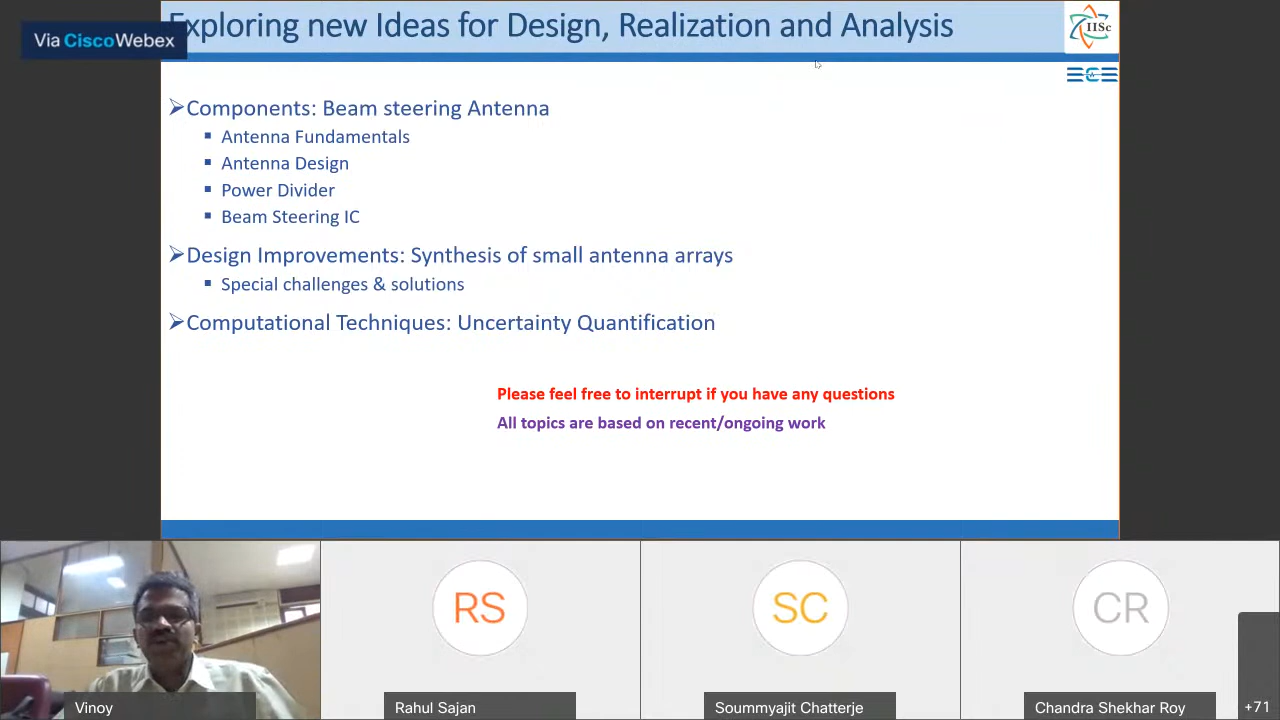 Exploring new Ideas for Design, Realization and Analysis
Via CiscoWebex
IISc
ECE
Components: Beam steering Antenna
Antenna Fundamentals
Antenna Design
Power Divider
Beam Steering IC
Design Improvements: Synthesis of small antenna arrays
Special challenges & solutions
Computational Techniques: Uncertainty Quantification
Please feel free to interrupt if you have any questions
All topics are based on recent/ongoing work
RS
SC
CR
Vinoy
Rahul Sajan
Soummyajit Chatterje
Chandra Shekhar Roy
+71